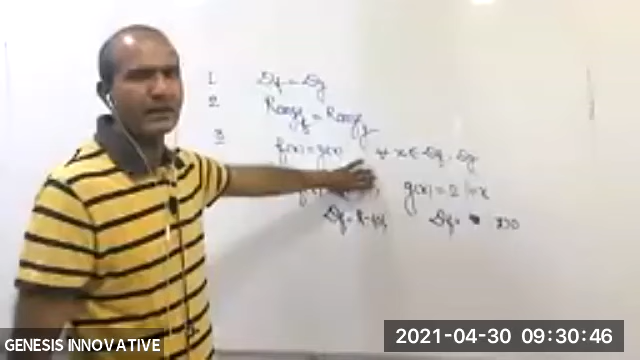 1 Df = Dg
2 Range f = Range g
3 f(x) = g(x) ∀ x ∈ Df, Dg
g(x) = 2 ln x
Df = R-{0} x>0
GENESIS INNOVATIVE
2021-04-30 09:30:46